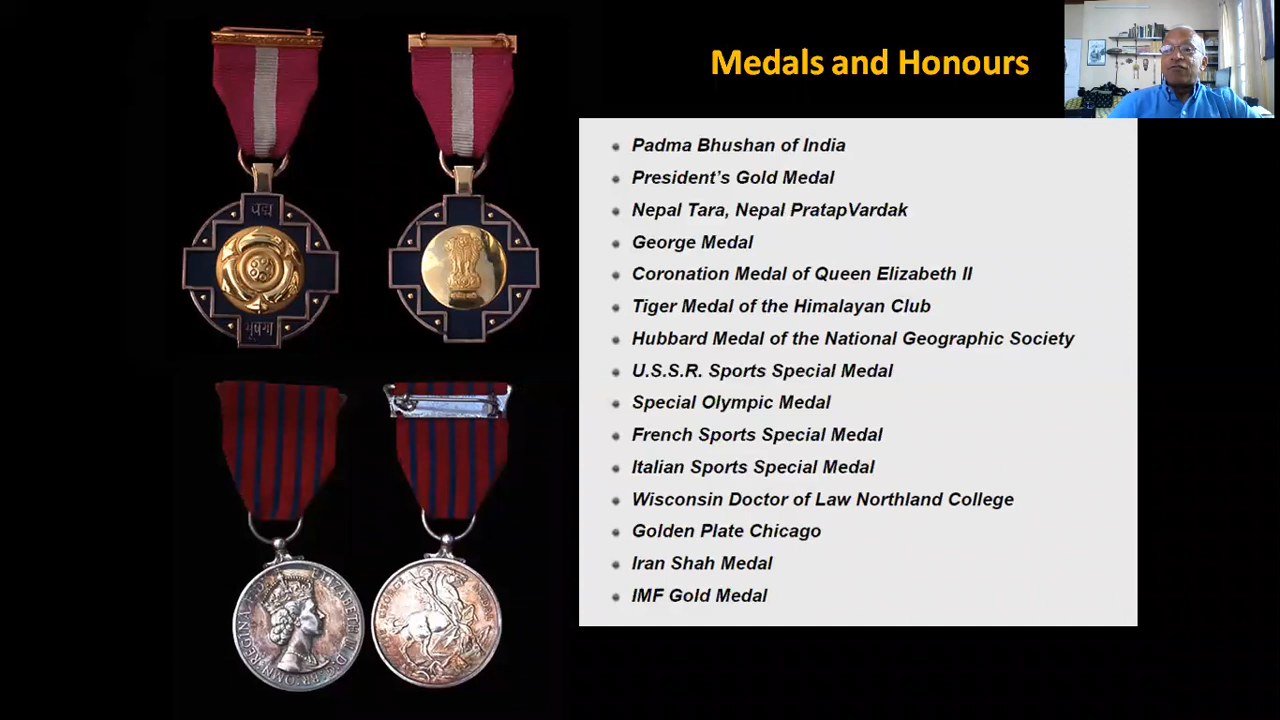 Medals and Honours
Padma Bhushan of India
President's Gold Medal
Nepal Tara, Nepal PratapVardak
George Medal
Coronation Medal of Queen Elizabeth II
Tiger Medal of the Himalayan Club
Hubbard Medal of the National Geographic Society
U.S.S.R. Sports Special Medal
Special Olympic Medal
French Sports Special Medal
Italian Sports Special Medal
Wisconsin Doctor of Law Northland College
Golden Plate Chicago
Iran Shah Medal
IMF Gold Medal
पद्म
भूषण
ELIZABETH II
REGINA